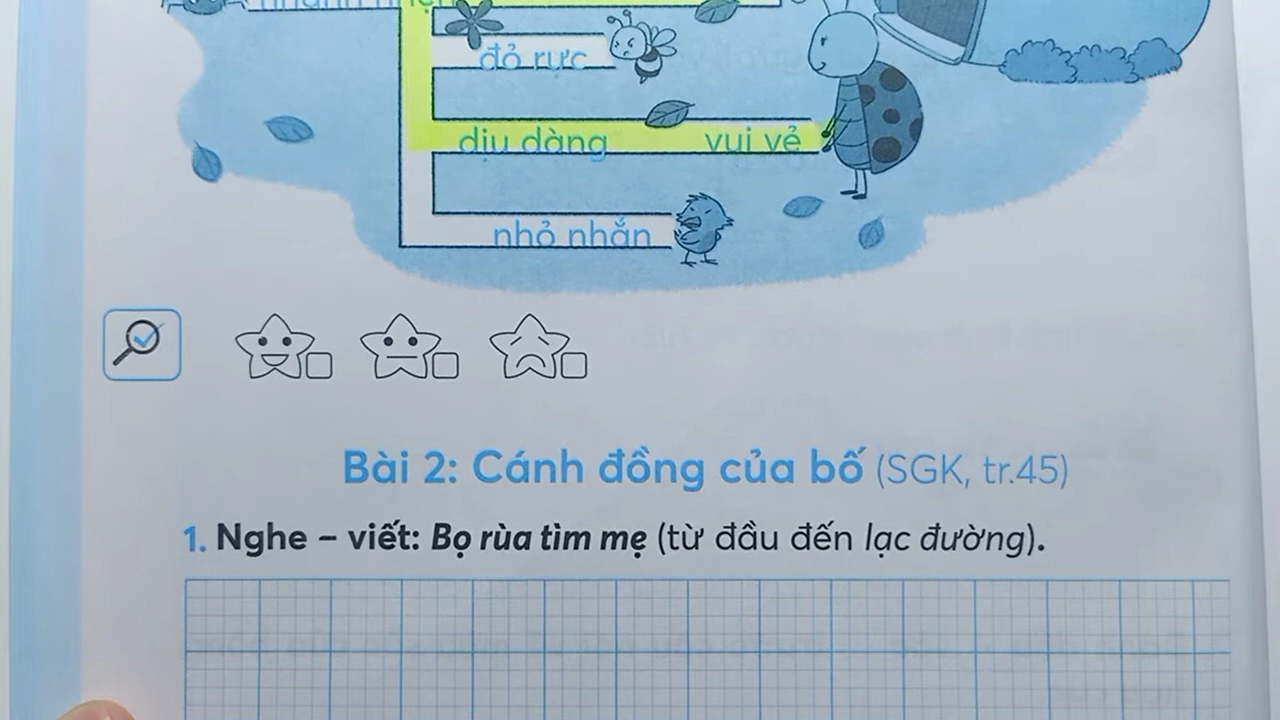 đỏ rực
dịu dàng vui vẻ
nhỏ nhắn
Bài 2: Cánh đồng của bố (SGK, tr.45)
1. Nghe – viết: Bọ rùa tìm mẹ (từ đầu đến lạc đường).